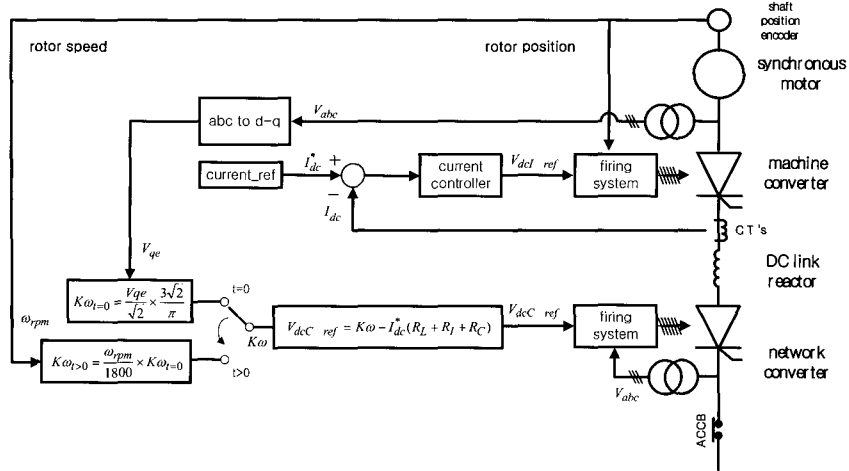 shaft
position
encoder
rotor speed
rotor position
synchronous
motor
abc to d-q
V_abc
current_ref
I*_dc
+
−
I_dc
current
controller
V_dcI ref
firing
system
machine
converter
CT's
DC link
reactor
V_qe
Kω_t=0 = Vqe/√2 × 3√2/π
t=0
Kω
t>0
V_dcC ref = Kω − I*_dc(R_L + R_I + R_C)
V_dcC ref
firing
system
network
converter
ω_rpm
Kω_t>0 = ω_rpm/1800 × Kω_t=0
V_abc
ACCB